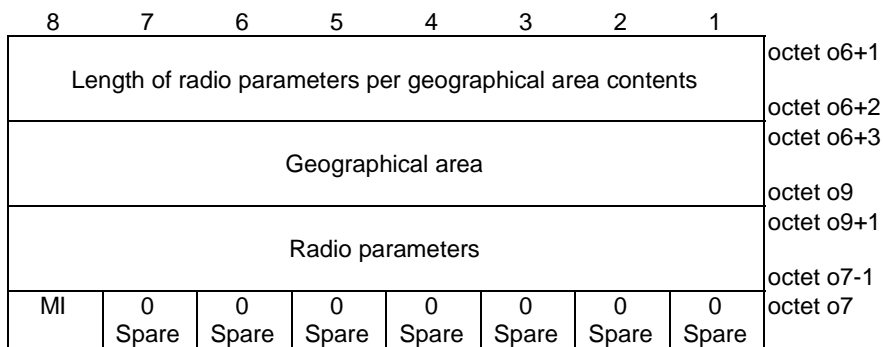 8 7 6 5 4 3 2 1
octet o6+1
Length of radio parameters per geographical area contents
octet o6+2
octet o6+3
Geographical area
octet o9
octet o9+1
Radio parameters
octet o7-1
MI 0 0 0 0 0 0 0 octet o7
Spare Spare Spare Spare Spare Spare Spare